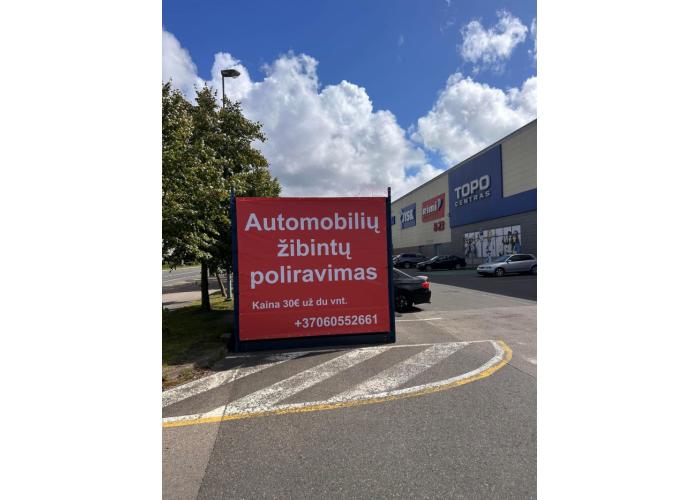 Automobilių
žibintų
poliravimas
Kaina 30€ už du vnt.
+37060552661
JYSK
Rimi
TOPO
CENTRAS